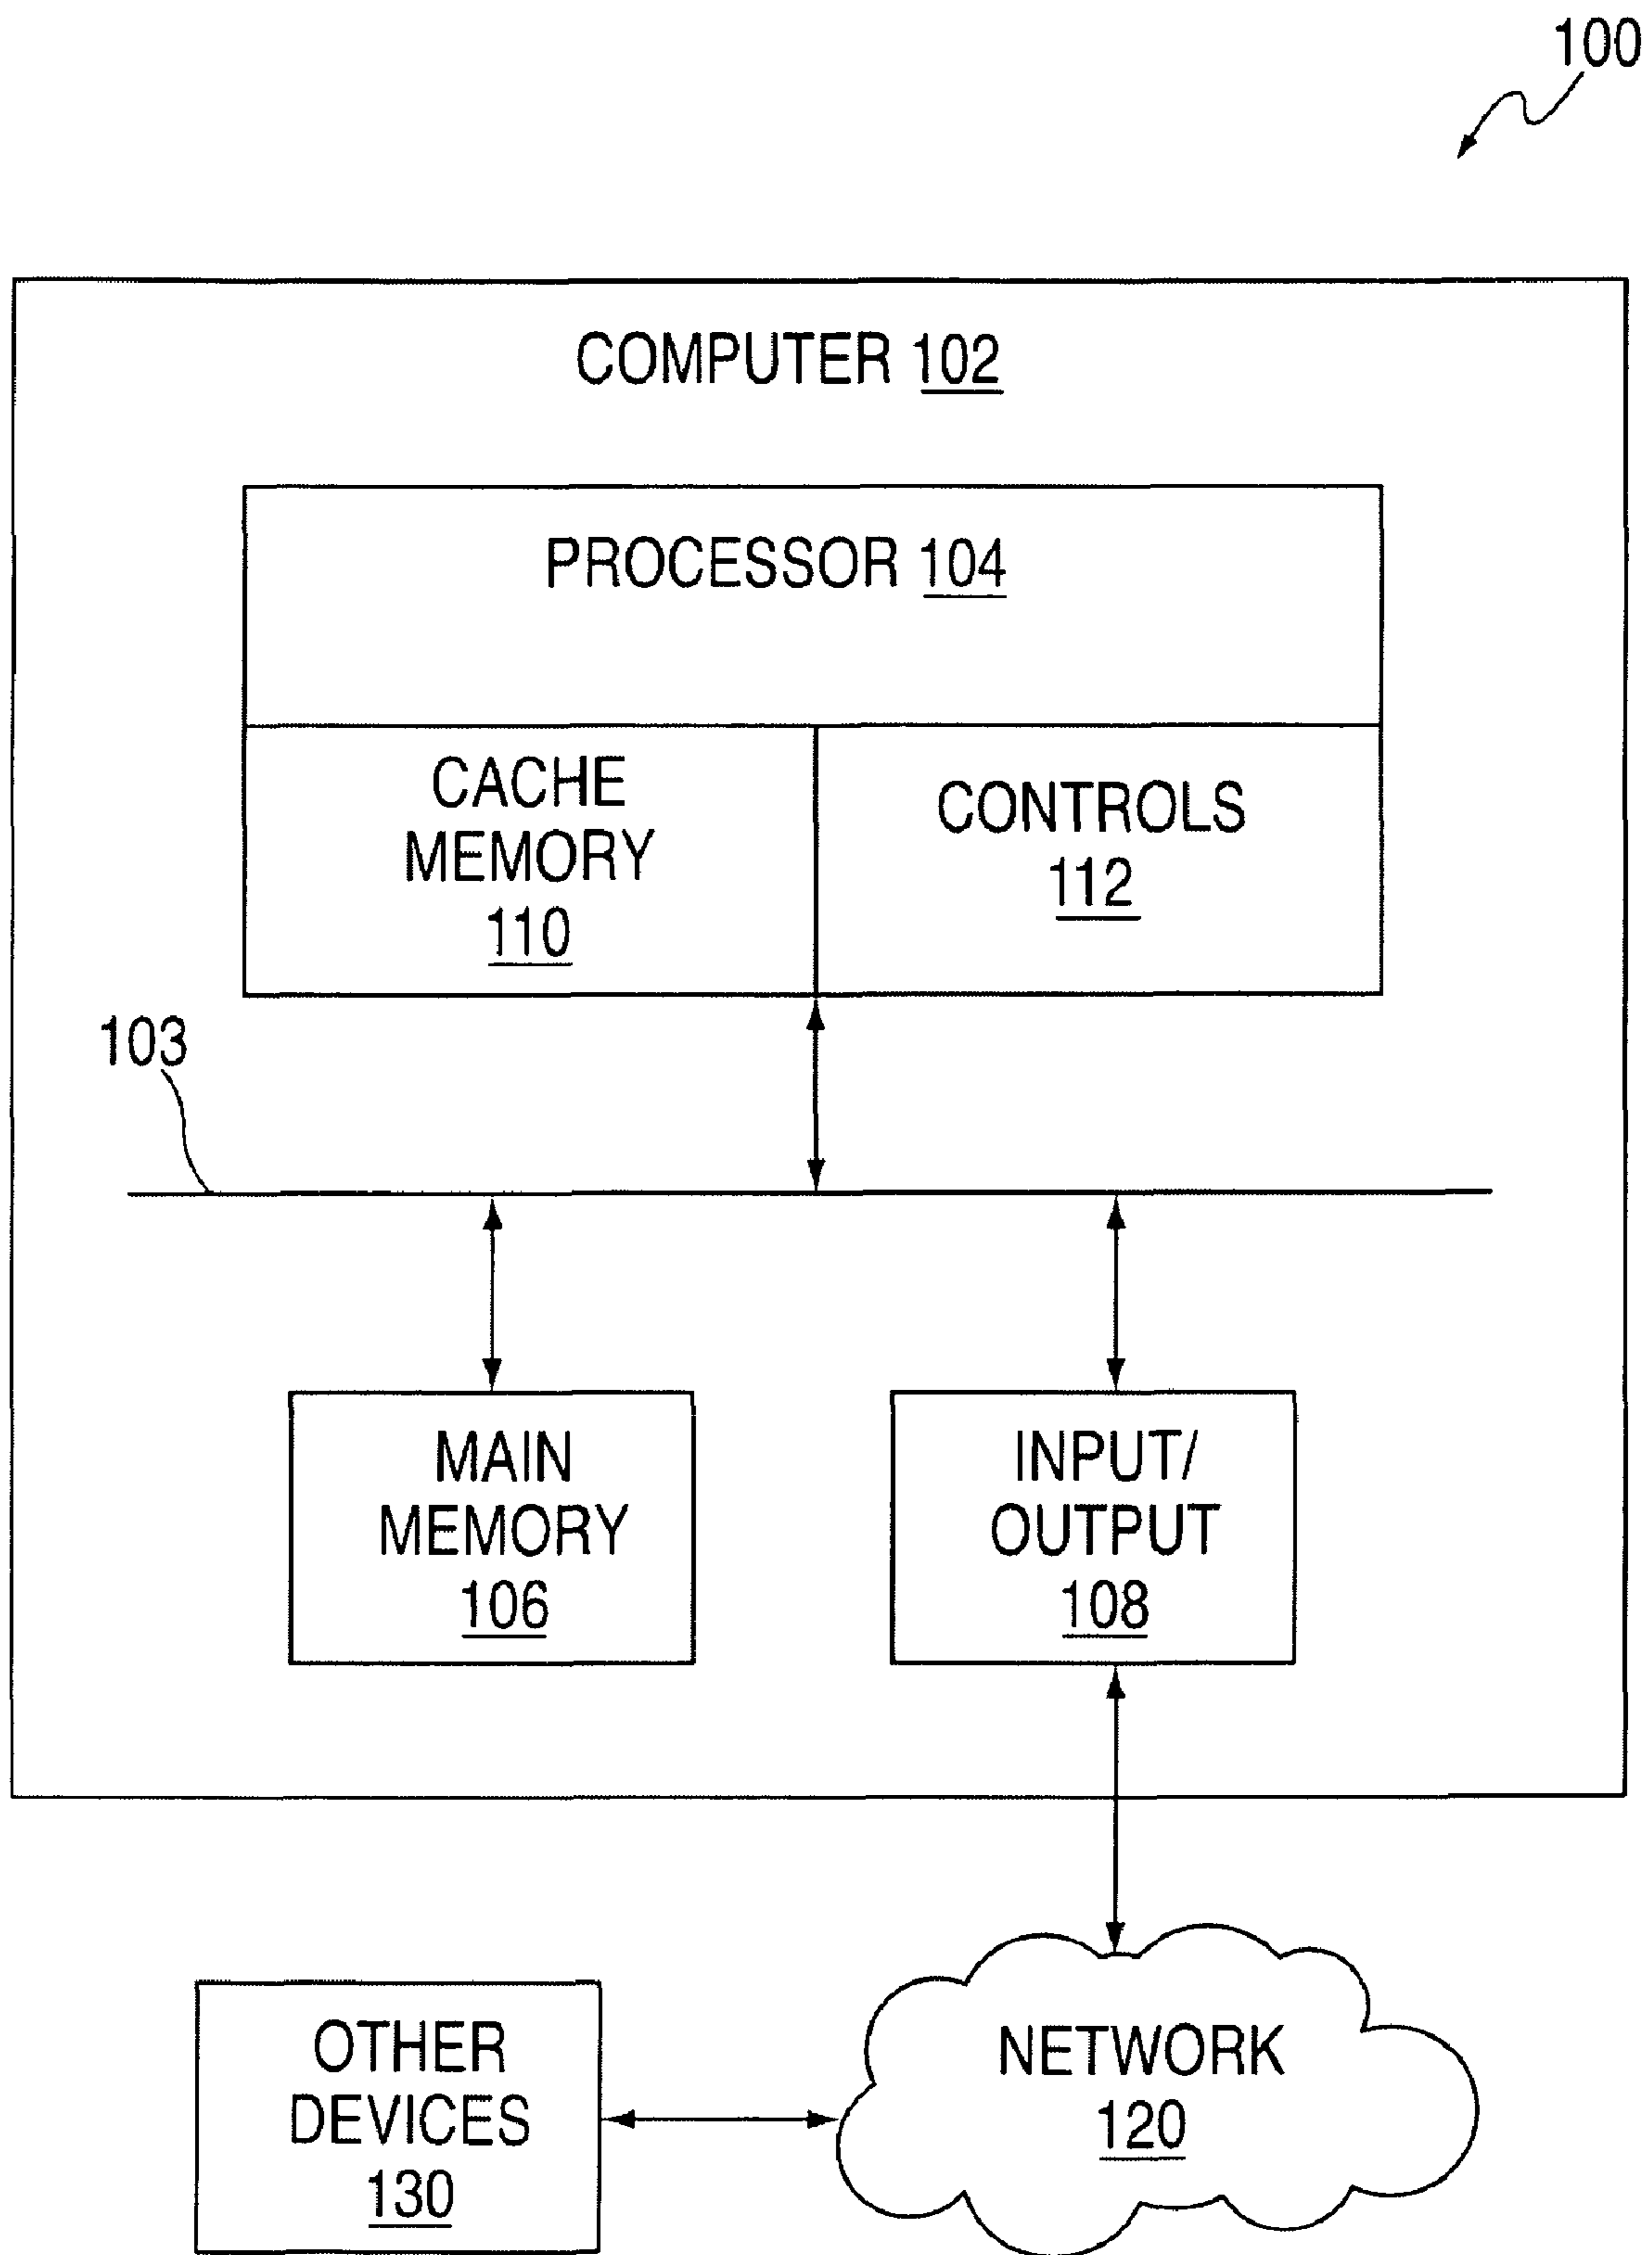 100
COMPUTER 102
PROCESSOR 104
CACHE
MEMORY
110
CONTROLS
112
103
MAIN
MEMORY
106
INPUT/
OUTPUT
108
OTHER
DEVICES
130
NETWORK
120